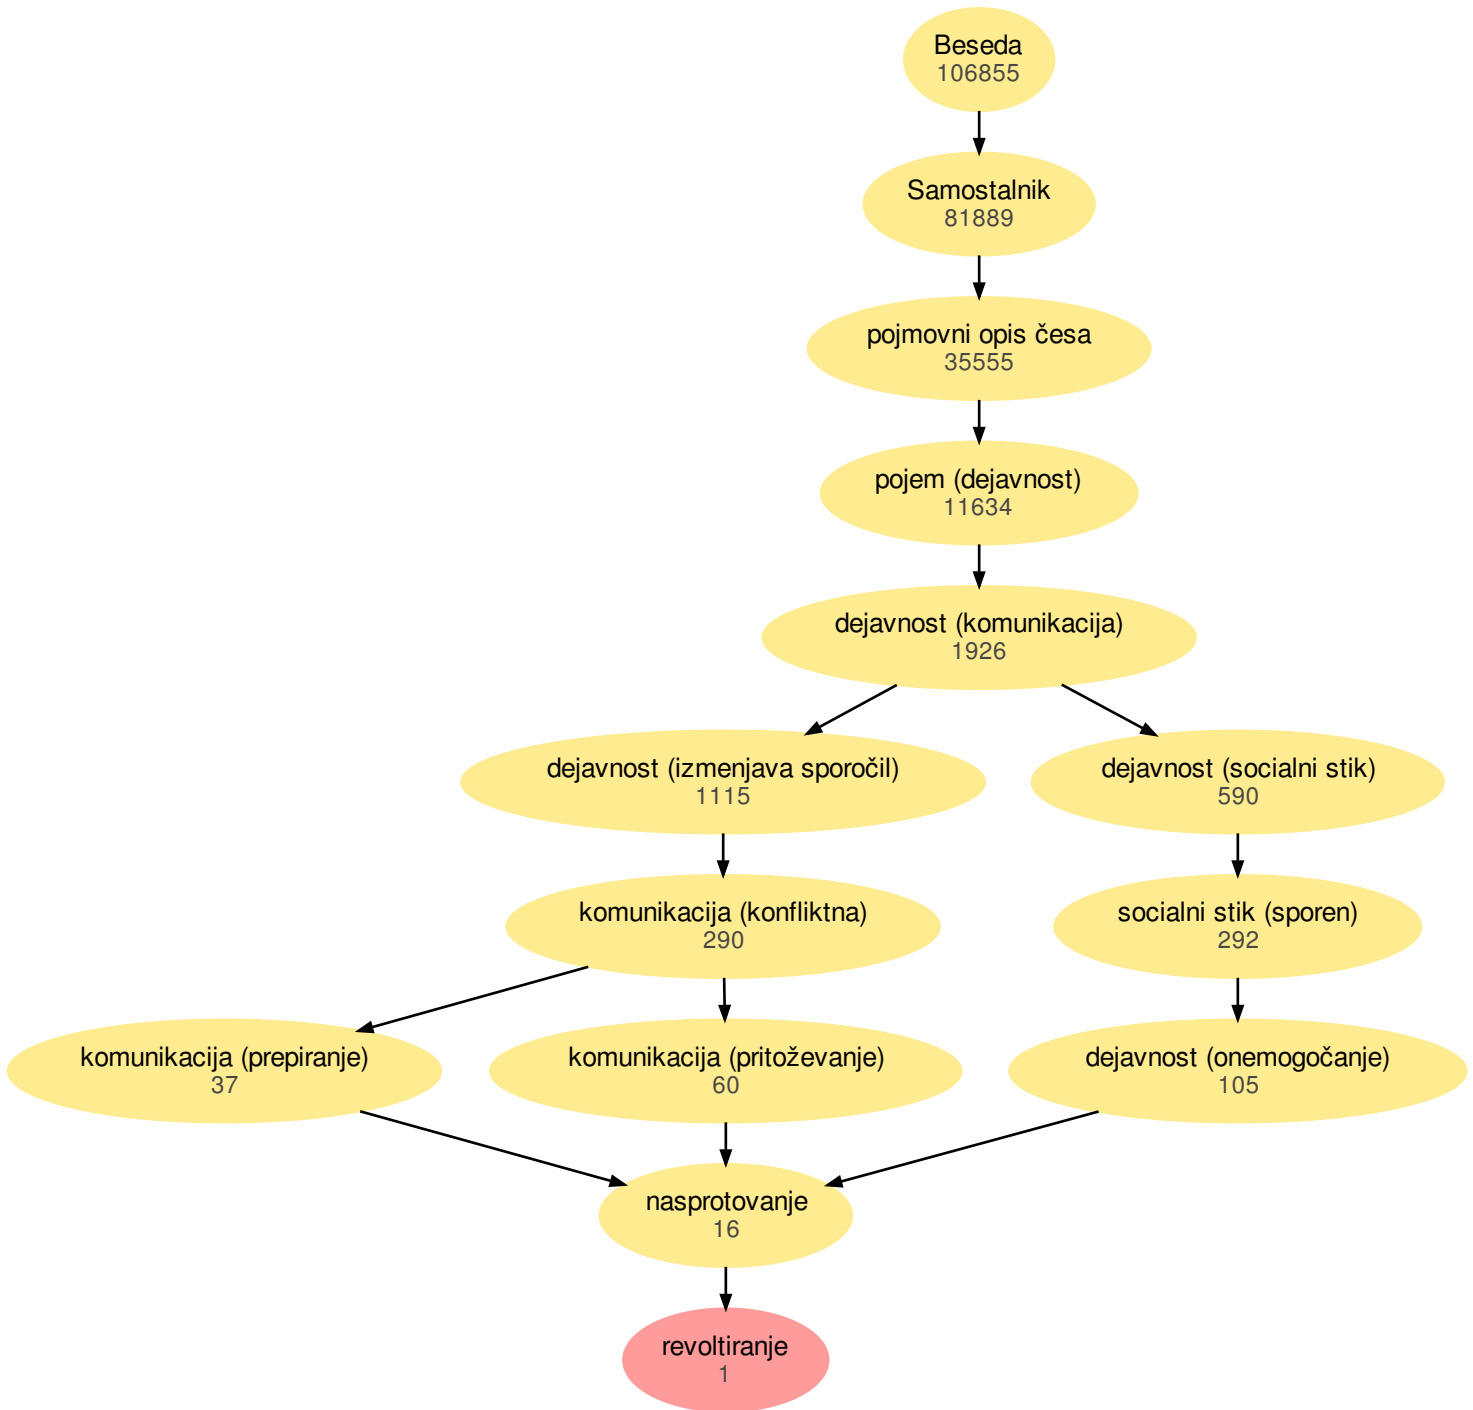 Beseda
106855
Samostalnik
81889
pojmovni opis česa
35555
pojem (dejavnost)
11634
dejavnost (komunikacija)
1926
dejavnost (izmenjava sporočil)
1115
dejavnost (socialni stik)
590
komunikacija (konfliktna)
290
socialni stik (sporen)
292
komunikacija (prepiranje)
37
komunikacija (pritoževanje)
60
dejavnost (onemogočanje)
105
nasprotovanje
16
revoltiranje
1